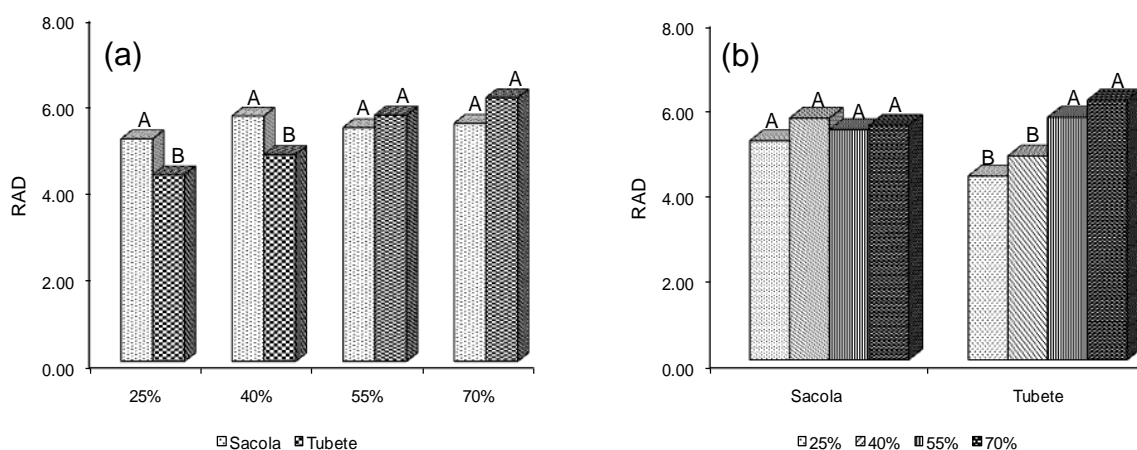 (a)
8.00
6.00
4.00
2.00
0.00
RAD
A
B
A
B
A
A
A
A
25%
40%
55%
70%
Sacola
Tubete
(b)
8.00
6.00
4.00
2.00
0.00
RAD
A
A
A
A
B
B
A
A
Sacola
Tubete
25%
40%
55%
70%